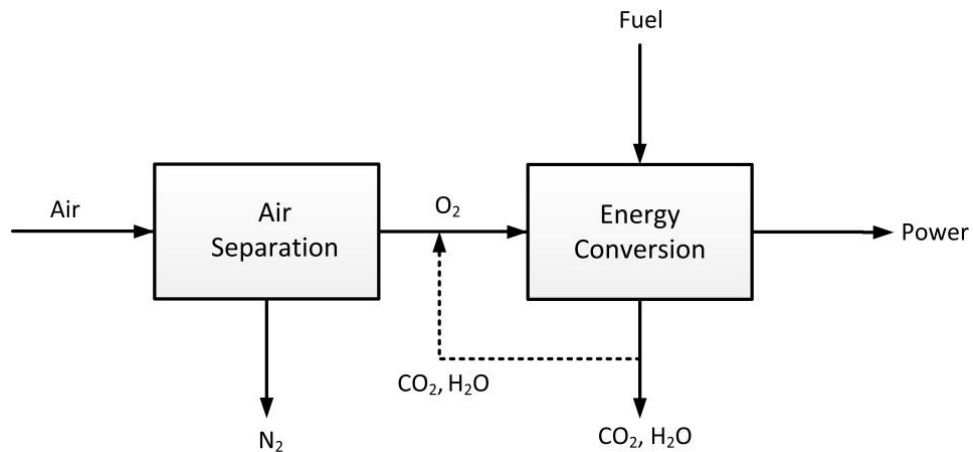 Fuel
Air
Air
Separation
O₂
Energy
Conversion
Power
CO₂, H₂O
N₂
CO₂, H₂O